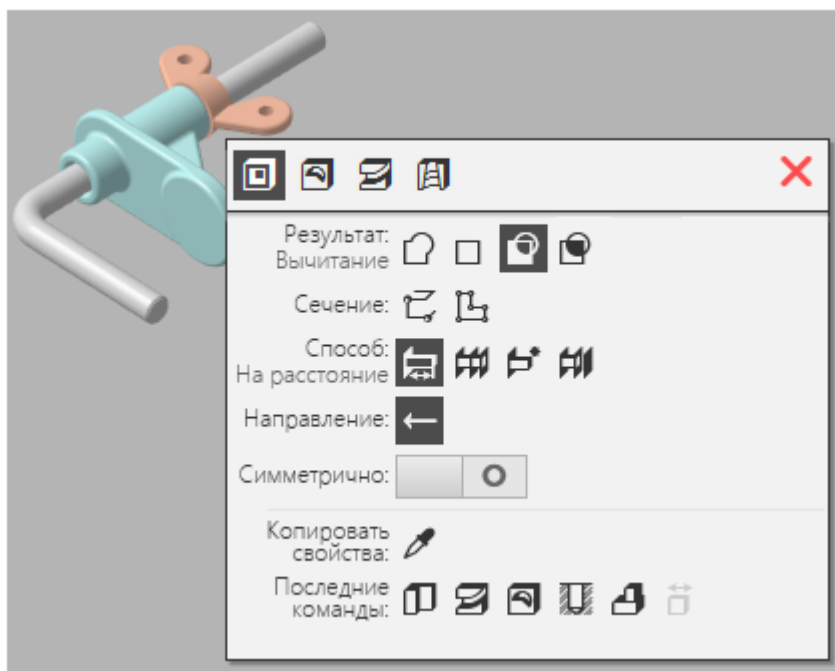 Результат:
Вычитание
Сечение:
Способ:
На расстояние
Направление:
Симметрично:
Копировать
свойства:
Последние
команды: